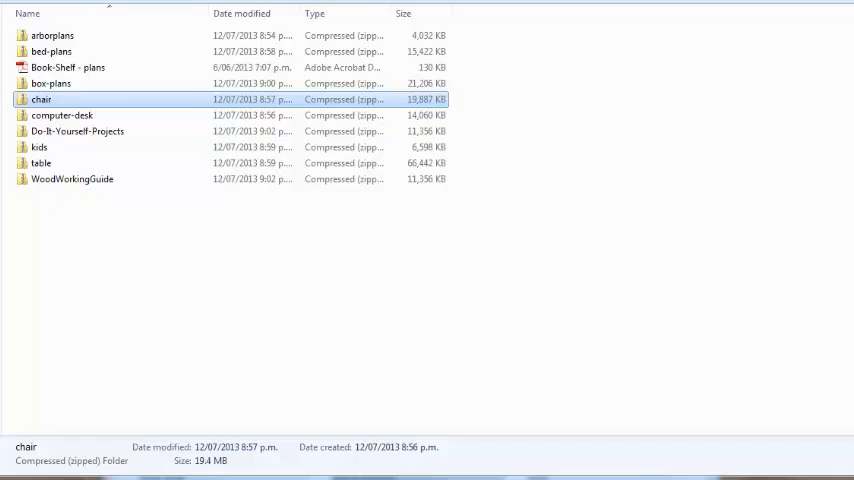 Name Date modified Type Size
arborplans 12/07/2013 8:54 p.... Compressed (zipp... 4,032 KB
bed-plans 12/07/2013 8:58 p.... Compressed (zipp... 15,422 KB
Book-Shelf - plans 6/06/2013 7:07 p.m. Adobe Acrobat D... 130 KB
box-plans 12/07/2013 9:00 p.... Compressed (zipp... 21,206 KB
chair 12/07/2013 8:57 p.... Compressed (zipp... 19,887 KB
computer-desk 12/07/2013 8:56 p.... Compressed (zipp... 14,060 KB
Do-It-Yourself-Projects 12/07/2013 9:02 p.... Compressed (zipp... 11,356 KB
kids 12/07/2013 8:59 p.... Compressed (zipp... 6,598 KB
table 12/07/2013 8:59 p.... Compressed (zipp... 66,442 KB
WoodWorkingGuide 12/07/2013 9:02 p.... Compressed (zipp... 11,356 KB
chair Date modified: 12/07/2013 8:57 p.m. Date created: 12/07/2013 8:56 p.m.
Compressed (zipped) Folder Size: 19.4 MB